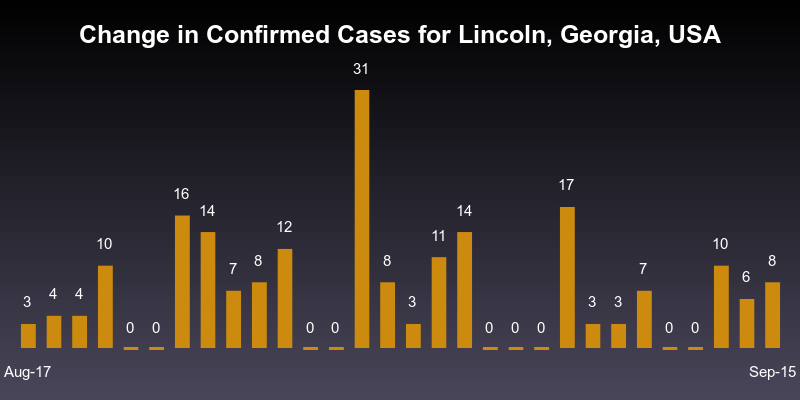 Change in Confirmed Cases for Lincoln, Georgia, USA
3 4 4 10 0 0 16 14 7 8 12 0 0 31 8 3 11 14 0 0 0 17 3 3 7 0 0 10 6 8
Aug-17 Sep-15